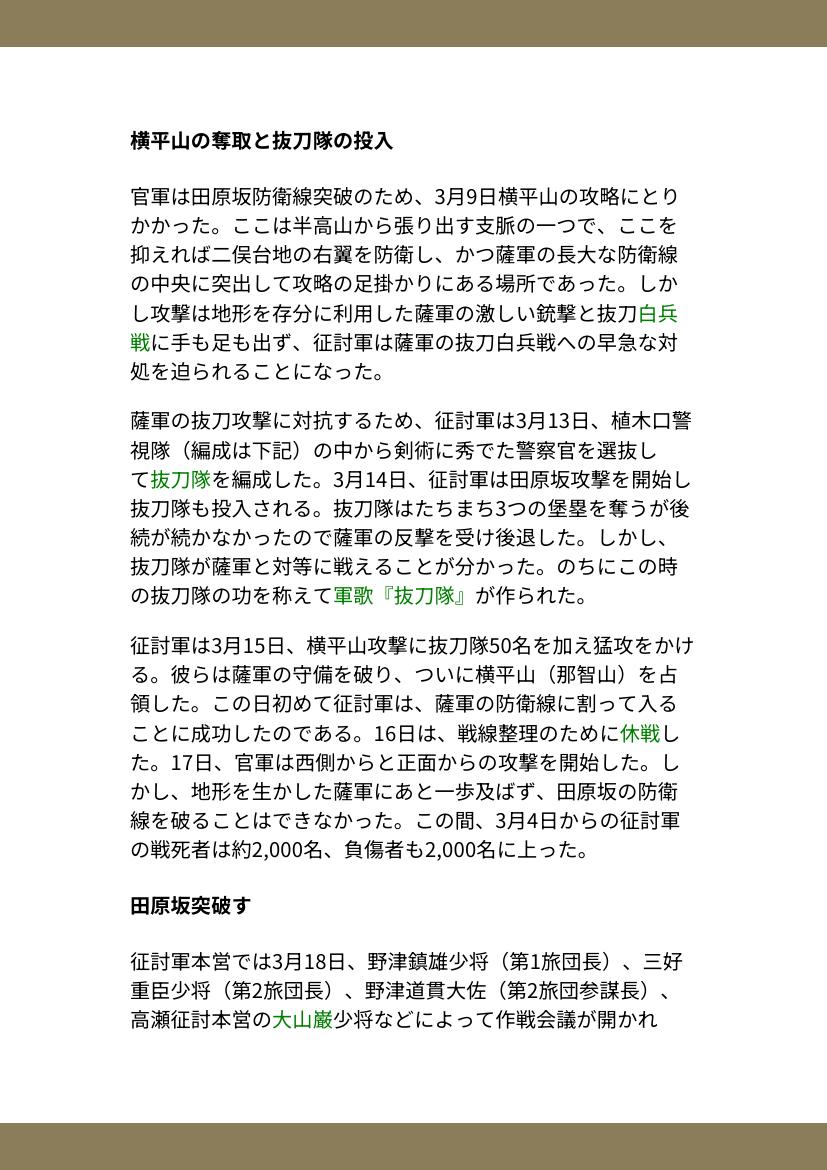 横平山の奪取と抜刀隊の投入
官軍は田原坂防衛線突破のため、3月9日横平山の攻略にとり
かかった。ここは半高山から張り出す支脈の一つで、ここを
抑えれば二俣台地の右翼を防衛し、かつ薩軍の長大な防衛線
の中央に突出して攻略の足掛かりにある場所であった。しか
し攻撃は地形を存分に利用した薩軍の激しい銃撃と抜刀白兵
戦に手も足も出ず、征討軍は薩軍の抜刀白兵戦への早急な対
処を迫られることになった。
薩軍の抜刀攻撃に対抗するため、征討軍は3月13日、植木口警
視隊（編成は下記）の中から剣術に秀でた警察官を選抜し
て抜刀隊を編成した。3月14日、征討軍は田原坂攻撃を開始し
抜刀隊も投入される。抜刀隊はたちまち3つの堡塁を奪うが後
続が続かなかったので薩軍の反撃を受け後退した。しかし、
抜刀隊が薩軍と対等に戦えることが分かった。のちにこの時
の抜刀隊の功を称えて軍歌『抜刀隊』が作られた。
征討軍は3月15日、横平山攻撃に抜刀隊50名を加え猛攻をかけ
る。彼らは薩軍の守備を破り、ついに横平山（那智山）を占
領した。この日初めて征討軍は、薩軍の防衛線に割って入る
ことに成功したのである。16日は、戦線整理のために休戦し
た。17日、官軍は西側からと正面からの攻撃を開始した。し
かし、地形を生かした薩軍にあと一歩及ばず、田原坂の防衛
線を破ることはできなかった。この間、3月4日からの征討軍
の戦死者は約2,000名、負傷者も2,000名に上った。
田原坂突破す
征討軍本営では3月18日、野津鎮雄少将（第1旅団長）、三好
重臣少将（第2旅団長）、野津道貫大佐（第2旅団参謀長）、
高瀬征討本営の大山巌少将などによって作戦会議が開かれ